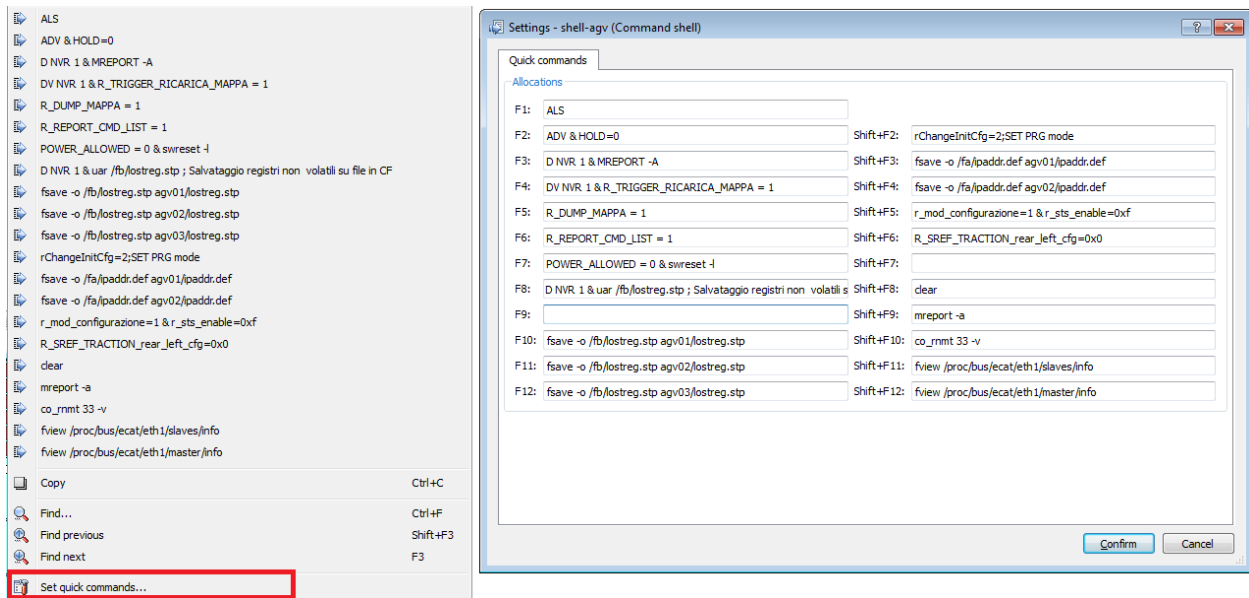 ALS
ADV & HOLD=0
D NVR 1 & MREPORT -A
DV NVR 1 & R_TRIGGER_RICARICA_MAPPA = 1
R_DUMP_MAPPA = 1
R_REPORT_CMD_LIST = 1
POWER_ALLOWED = 0 & swreset -l
D NVR 1 & uar /fb/lostreg.stp ; Salvataggio registri non volatili su file in CF
fsave -o /fb/lostreg.stp agv01/lostreg.stp
fsave -o /fb/lostreg.stp agv02/lostreg.stp
fsave -o /fb/lostreg.stp agv03/lostreg.stp
rChangeInitCfg=2;SET PRG mode
fsave -o /fa/ipaddr.def agv01/ipaddr.def
fsave -o /fa/ipaddr.def agv02/ipaddr.def
r_mod_configurazione=1 & r_sts_enable=0xf
R_SREF_TRACTION_rear_left_cfg=0x0
clear
mreport -a
co_rnmt 33 -v
fview /proc/bus/ecat/eth1/slaves/info
fview /proc/bus/ecat/eth1/master/info
Copy Ctrl+C
Find... Ctrl+F
Find previous Shift+F3
Find next F3
Set quick commands...
Settings - shell-agv (Command shell)
Quick commands
Allocations
F1: ALS
F2: ADV & HOLD=0 Shift+F2: rChangeInitCfg=2;SET PRG mode
F3: D NVR 1 & MREPORT -A Shift+F3: fsave -o /fa/ipaddr.def agv01/ipaddr.def
F4: DV NVR 1 & R_TRIGGER_RICARICA_MAPPA = 1 Shift+F4: fsave -o /fa/ipaddr.def agv02/ipaddr.def
F5: R_DUMP_MAPPA = 1 Shift+F5: r_mod_configurazione=1 & r_sts_enable=0xf
F6: R_REPORT_CMD_LIST = 1 Shift+F6: R_SREF_TRACTION_rear_left_cfg=0x0
F7: POWER_ALLOWED = 0 & swreset -l Shift+F7:
F8: D NVR 1 & uar /fb/lostreg.stp ; Salvataggio registri non volatili s Shift+F8: clear
F9: Shift+F9: mreport -a
F10: fsave -o /fb/lostreg.stp agv01/lostreg.stp Shift+F10: co_rnmt 33 -v
F11: fsave -o /fb/lostreg.stp agv02/lostreg.stp Shift+F11: fview /proc/bus/ecat/eth1/slaves/info
F12: fsave -o /fb/lostreg.stp agv03/lostreg.stp Shift+F12: fview /proc/bus/ecat/eth1/master/info
Confirm Cancel